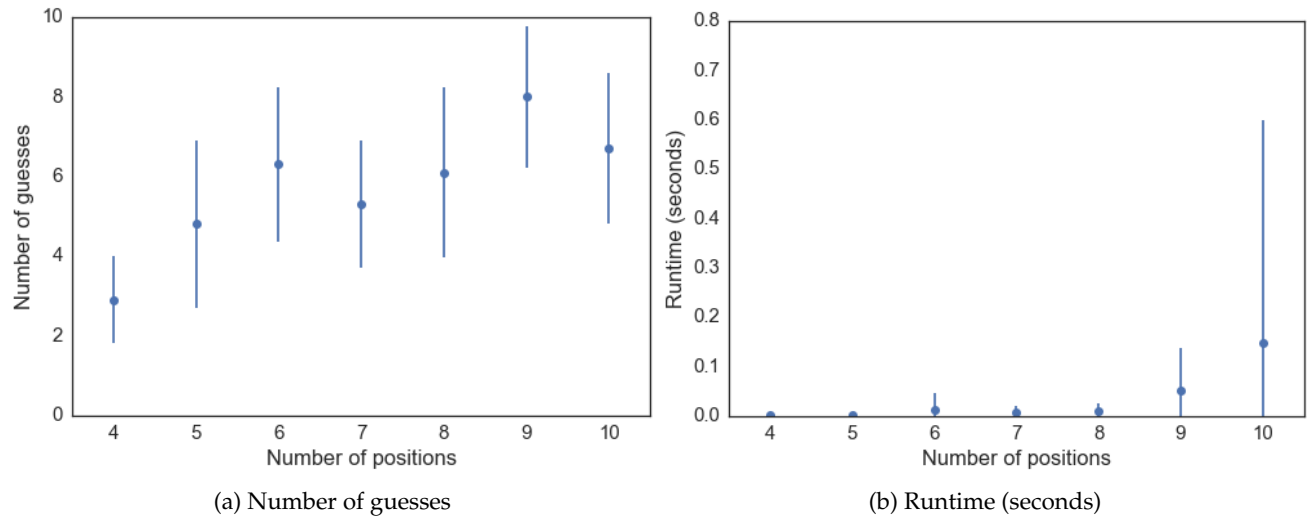 10
8
6
4
2
0
Number of guesses
4 5 6 7 8 9 10
Number of positions
(a) Number of guesses
0.8
0.7
0.6
0.5
0.4
0.3
0.2
0.1
0.0
Runtime (seconds)
4 5 6 7 8 9 10
Number of positions
(b) Runtime (seconds)